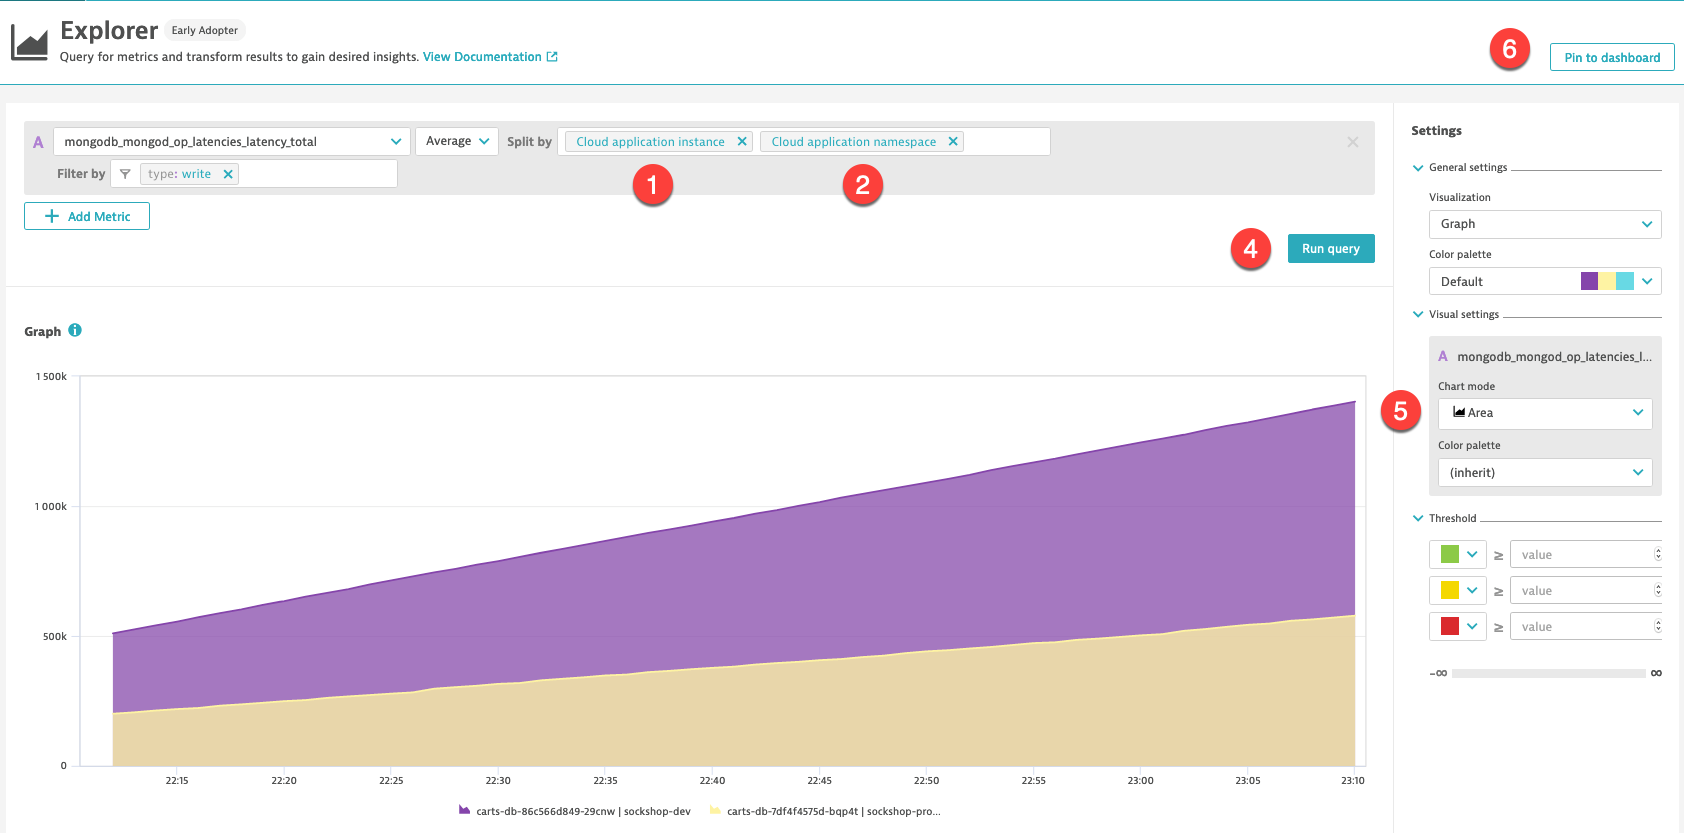 Explorer Early Adopter
Query for metrics and transform results to gain desired insights. View Documentation
6
Pin to dashboard
A mongodb_mongod_op_latencies_latency_total Average Split by Cloud application instance Cloud application namespace
Filter by type: write
1 2
Add Metric
4 Run query
Graph
1 500k
1 000k
500k
0
22:15 22:20 22:25 22:30 22:35 22:40 22:45 22:50 22:55 23:00 23:05 23:10
carts-db-86c566d849-29cnw | sockshop-dev carts-db-7df4f4575d-bqp4t | sockshop-pro...
Settings
General settings
Visualization
Graph
Color palette
Default
Visual settings
A mongodb_mongod_op_latencies_l...
Chart mode
5 Area
Color palette
(inherit)
Threshold
≥ value
≥ value
≥ value
-∞ ∞